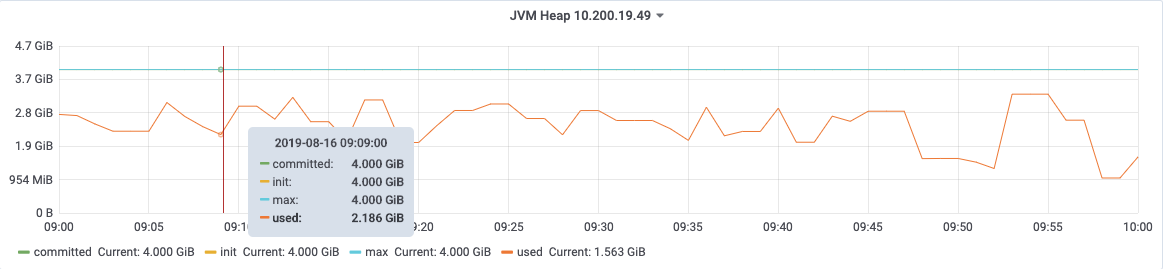 JVM Heap 10.200.19.49
4.7 GiB
3.7 GiB
2.8 GiB
1.9 GiB
954 MiB
0 B
2019-08-16 09:09:00
committed: 4.000 GiB
init: 4.000 GiB
max: 4.000 GiB
used: 2.186 GiB
09:00 09:05 09:10 09:20 09:25 09:30 09:35 09:40 09:45 09:50 09:55 10:00
committed Current: 4.000 GiB init Current: 4.000 GiB max Current: 4.000 GiB used Current: 1.563 GiB